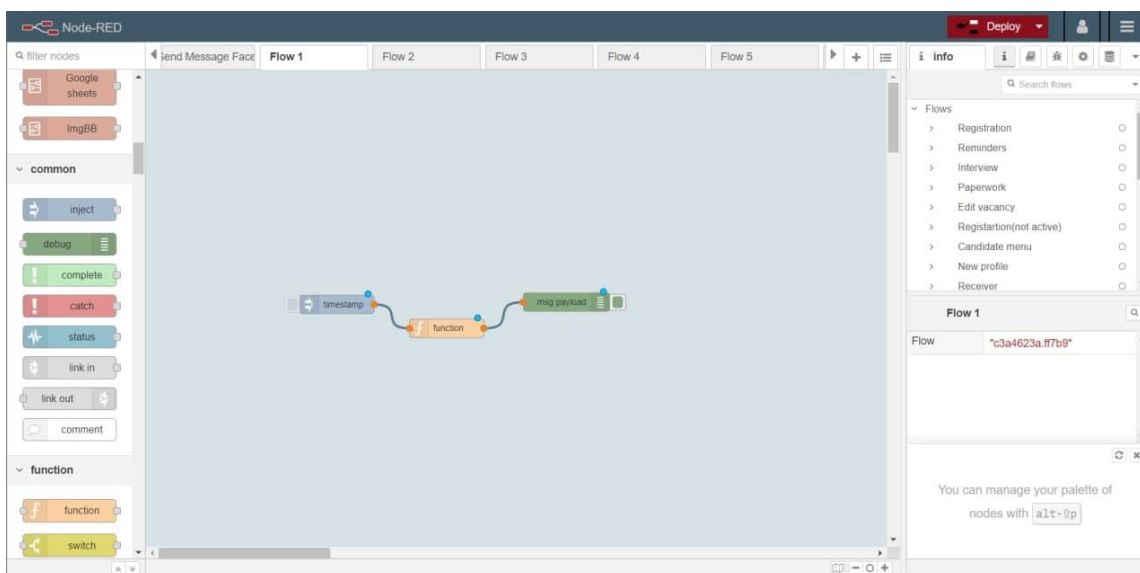 Node-RED
Deploy
filter nodes
Send Message Face
Flow 1
Flow 2
Flow 3
Flow 4
Flow 5
info
Google
sheets
ImgBB
common
inject
debug
complete
catch
status
link in
link out
comment
function
function
switch
timestamp
function
msg.payload
Search flows
Flows
Registration
Reminders
Interview
Paperwork
Edit vacancy
Registartion(not active)
Candidate menu
New profile
Receiver
Flow 1
Flow "c3a4623a.ff7b9"
You can manage your palette of
nodes with alt-⇧p